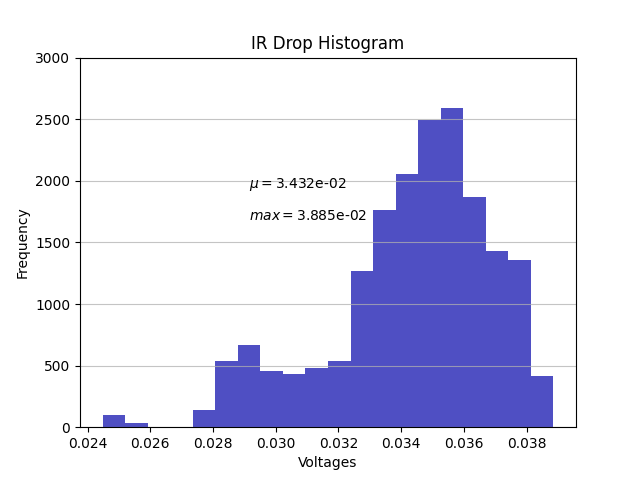 IR Drop Histogram
3000
2500
2000
1500
1000
500
0
Frequency
μ = 3.432e-02
max = 3.885e-02
0.024 0.026 0.028 0.030 0.032 0.034 0.036 0.038
Voltages